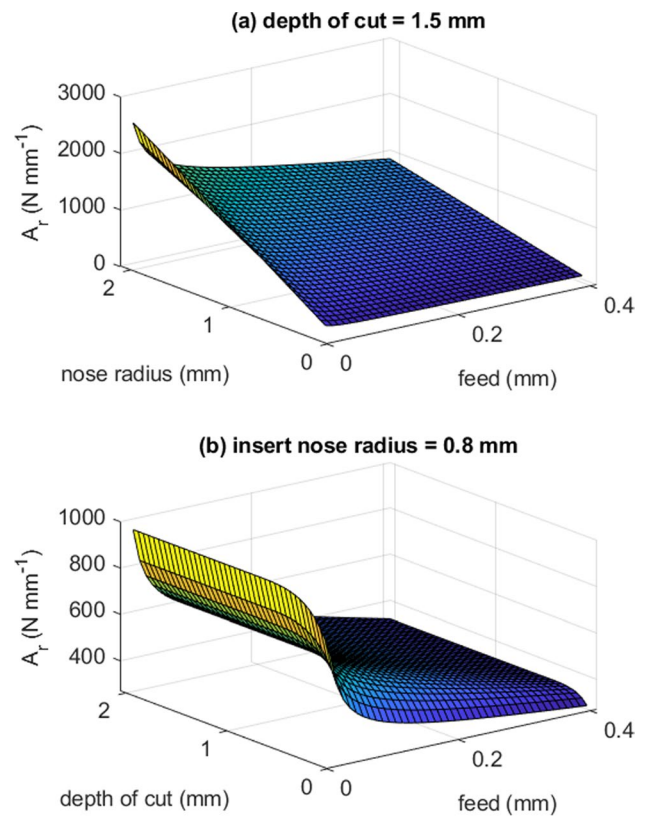 (a) depth of cut = 1.5 mm
3000
2000
1000
0
A_r (N mm^-1)
2
1
0
nose radius (mm)
0
0.2
0.4
feed (mm)
(b) insert nose radius = 0.8 mm
1000
800
600
400
A_r (N mm^-1)
2
1
0
depth of cut (mm)
0
0.2
0.4
feed (mm)